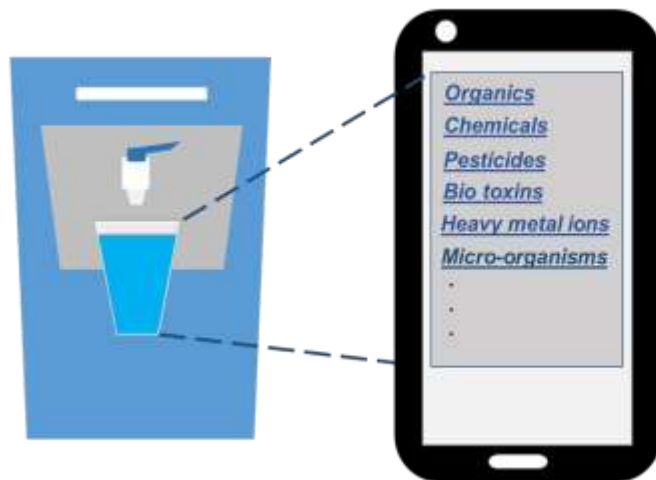 Organics
Chemicals
Pesticides
Bio toxins
Heavy metal ions
Micro-organisms
.
.
.